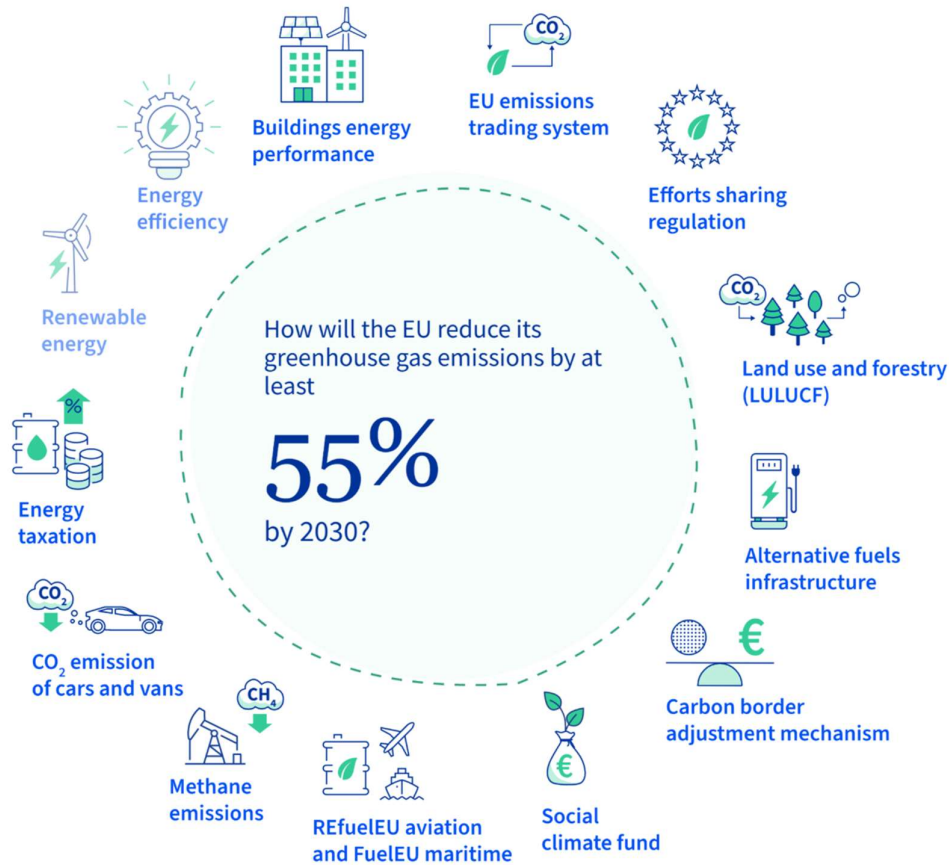 How will the EU reduce its
greenhouse gas emissions by at
least
55%
by 2030?
Buildings energy
performance
CO2
EU emissions
trading system
Efforts sharing
regulation
CO2
Land use and forestry
(LULUCF)
Alternative fuels
infrastructure
€
Carbon border
adjustment mechanism
€
Social
climate fund
REfuelEU aviation
and FuelEU maritime
CH4
Methane
emissions
CO2
CO2 emission
of cars and vans
%
Energy
taxation
Renewable
energy
Energy
efficiency